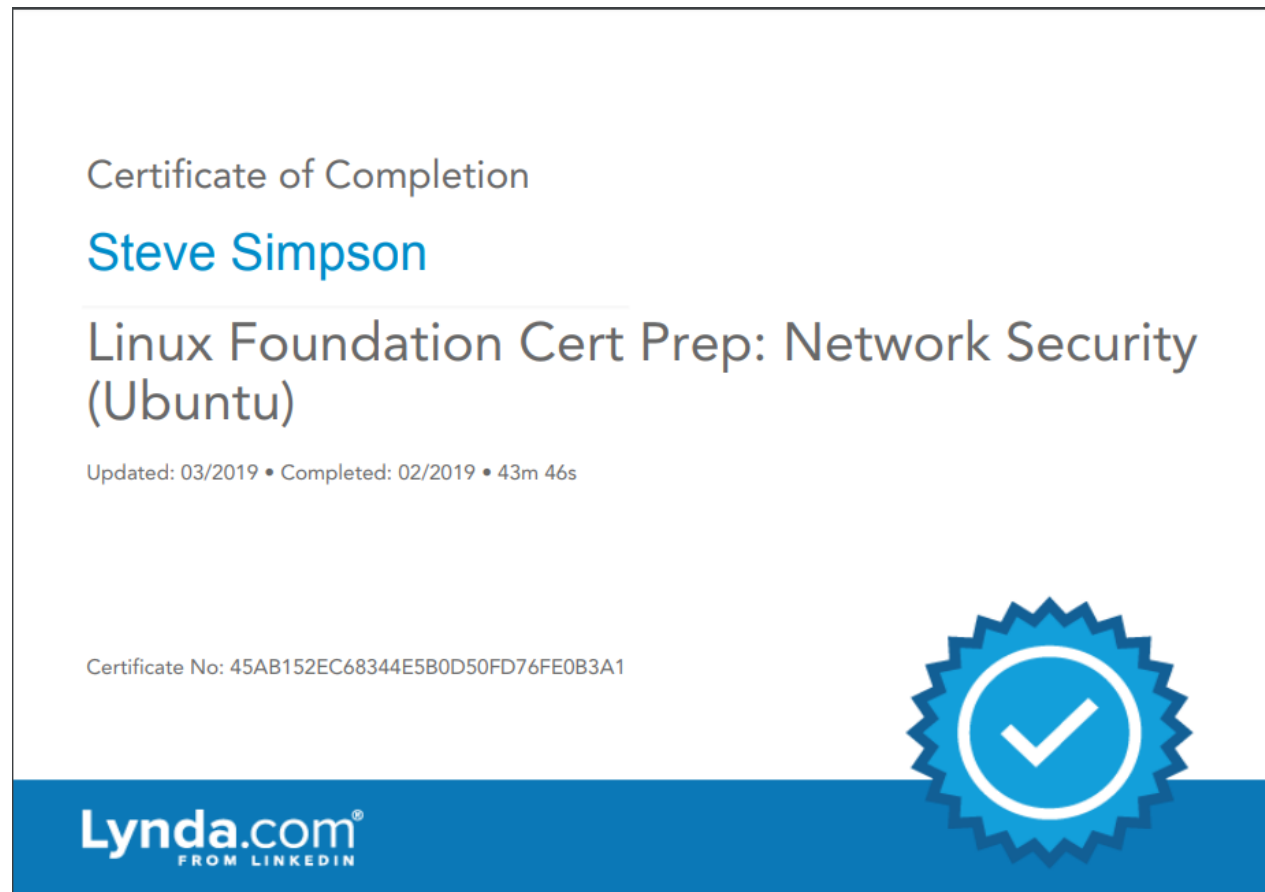 Certificate of Completion
Steve Simpson
Linux Foundation Cert Prep: Network Security
(Ubuntu)
Updated: 03/2019 • Completed: 02/2019 • 43m 46s
Certificate No: 45AB152EC68344E5B0D50FD76FE0B3A1
Lynda.com®
FROM LINKEDIN